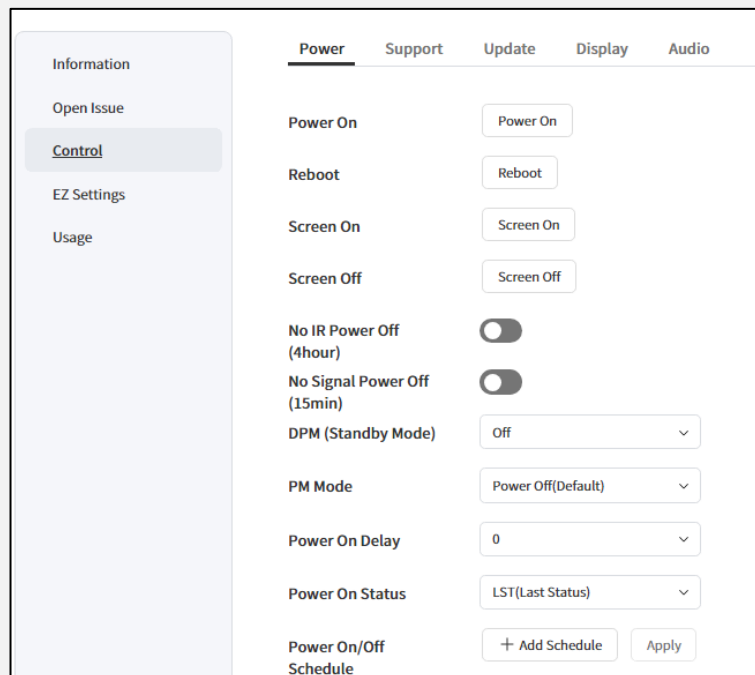 Information
Open Issue
Control
EZ Settings
Usage
Power Support Update Display Audio
Power On Power On
Reboot Reboot
Screen On Screen On
Screen Off Screen Off
No IR Power Off
(4hour)
No Signal Power Off
(15min)
DPM (Standby Mode) Off
PM Mode Power Off(Default)
Power On Delay 0
Power On Status LST(Last Status)
Power On/Off
Schedule
+ Add Schedule Apply